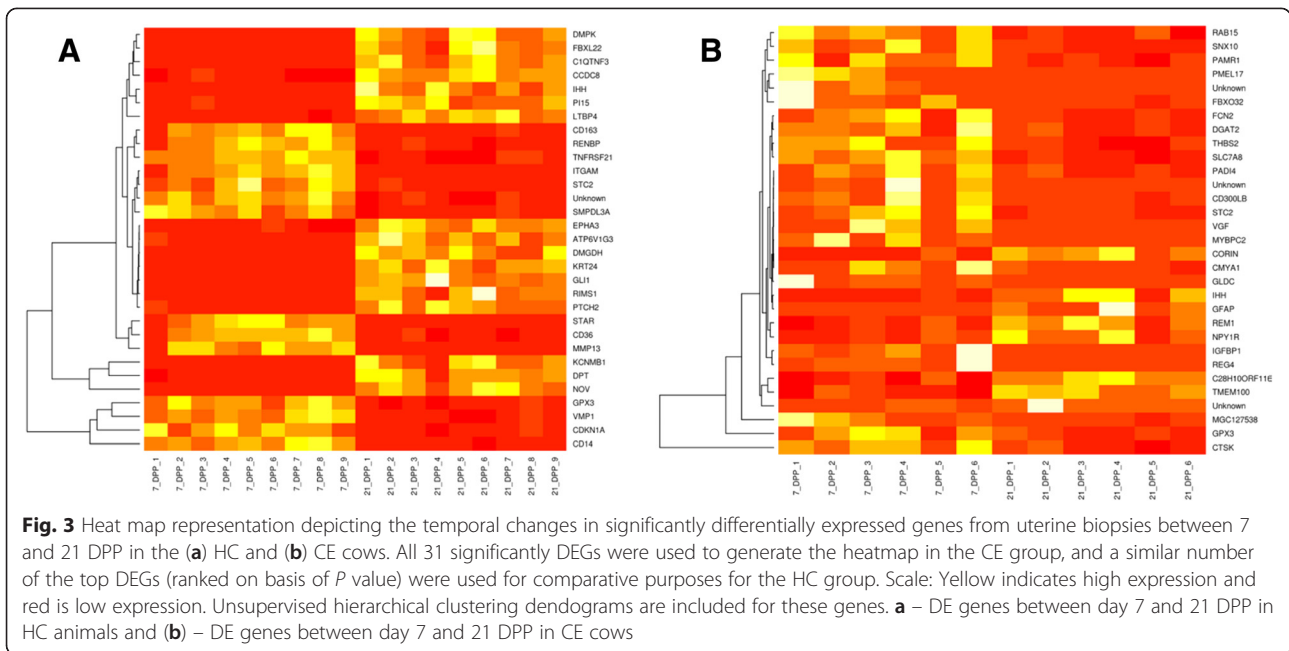 A
DMPK
FBXL22
C1QTNF3
CCDC8
IHH
PI15
LTBP4
CD163
RENBP
TNFRSF21
ITGAM
STC2
Unknown
SMPDL3A
EPHA3
ATP6V1G3
DMGDH
KRT24
GLI1
RIMS1
PTCH2
STAR
CD36
MMP13
KCNMB1
DPT
NOV
GPX3
VMP1
CDKN1A
CD14
7_DPP_1
7_DPP_2
7_DPP_3
7_DPP_4
7_DPP_5
7_DPP_6
7_DPP_7
7_DPP_8
7_DPP_9
21_DPP_1
21_DPP_2
21_DPP_3
21_DPP_4
21_DPP_5
21_DPP_6
21_DPP_7
21_DPP_8
21_DPP_9
B
RAB15
SNX10
PAMR1
PMEL17
Unknown
FBXO32
FCN2
DGAT2
THBS2
SLC7A8
PADI4
Unknown
CD300LB
STC2
VGF
MYBPC2
CORIN
CMYA1
GLDC
IHH
GFAP
REM1
NPY1R
IGFBP1
REG4
C28H10ORF116
TMEM100
Unknown
MGC127538
GPX3
CTSK
7_DPP_1
7_DPP_2
7_DPP_3
7_DPP_4
7_DPP_5
7_DPP_6
21_DPP_1
21_DPP_2
21_DPP_3
21_DPP_4
21_DPP_5
21_DPP_6
Fig. 3 Heat map representation depicting the temporal changes in significantly differentially expressed genes from uterine biopsies between 7
and 21 DPP in the (a) HC and (b) CE cows. All 31 significantly DEGs were used to generate the heatmap in the CE group, and a similar number
of the top DEGs (ranked on basis of P value) were used for comparative purposes for the HC group. Scale: Yellow indicates high expression and
red is low expression. Unsupervised hierarchical clustering dendograms are included for these genes. a – DE genes between day 7 and 21 DPP in
HC animals and (b) – DE genes between day 7 and 21 DPP in CE cows